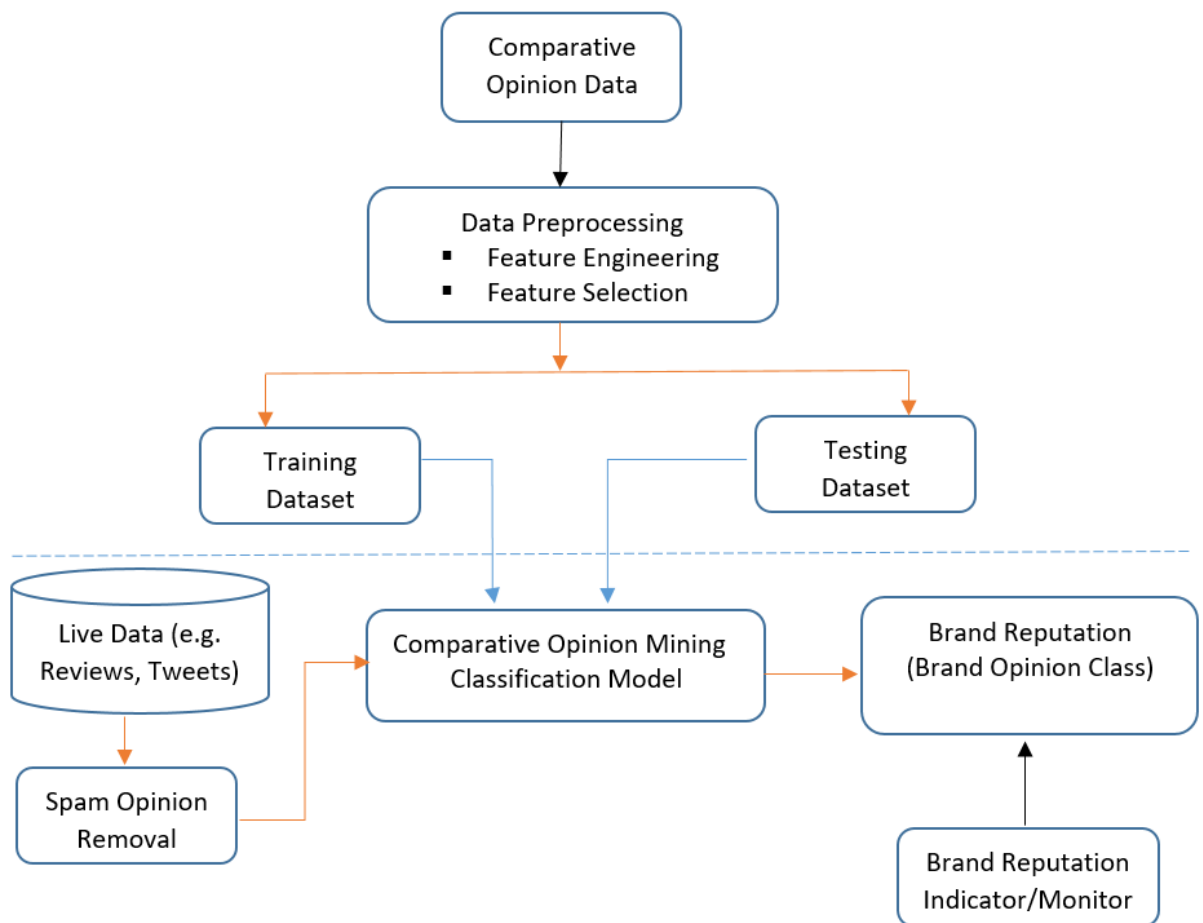 Comparative
Opinion Data
Data Preprocessing
▪ Feature Engineering
▪ Feature Selection
Training
Dataset
Testing
Dataset
Live Data (e.g.
Reviews, Tweets)
Comparative Opinion Mining
Classification Model
Brand Reputation
(Brand Opinion Class)
Spam Opinion
Removal
Brand Reputation
Indicator/Monitor